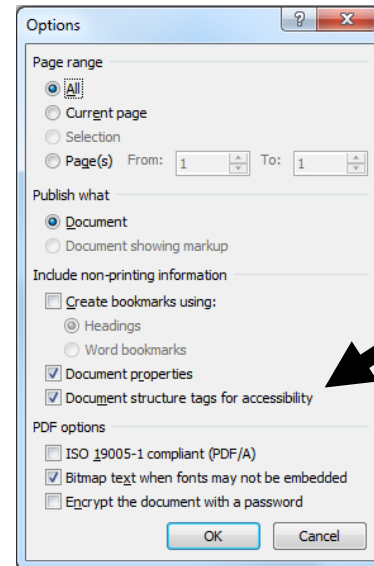 Options
Page range
All
Current page
Selection
Page(s) From: 1 To: 1
Publish what
Document
Document showing markup
Include non-printing information
Create bookmarks using:
Headings
Word bookmarks
Document properties
Document structure tags for accessibility
PDF options
ISO 19005-1 compliant (PDF/A)
Bitmap text when fonts may not be embedded
Encrypt the document with a password
OK Cancel